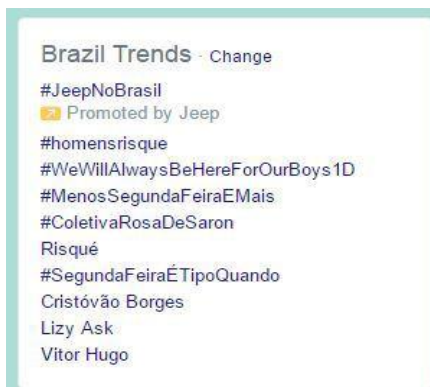 Brazil Trends · Change
#JeepNoBrasil
Promoted by Jeep
#homensrisque
#WeWillAlwaysBeHereForOurBoys1D
#MenosSegundaFeiraEMais
#ColetivaRosaDeSaron
Risqué
#SegundaFeiraÉTipoQuando
Cristóvão Borges
Lizy Ask
Vitor Hugo